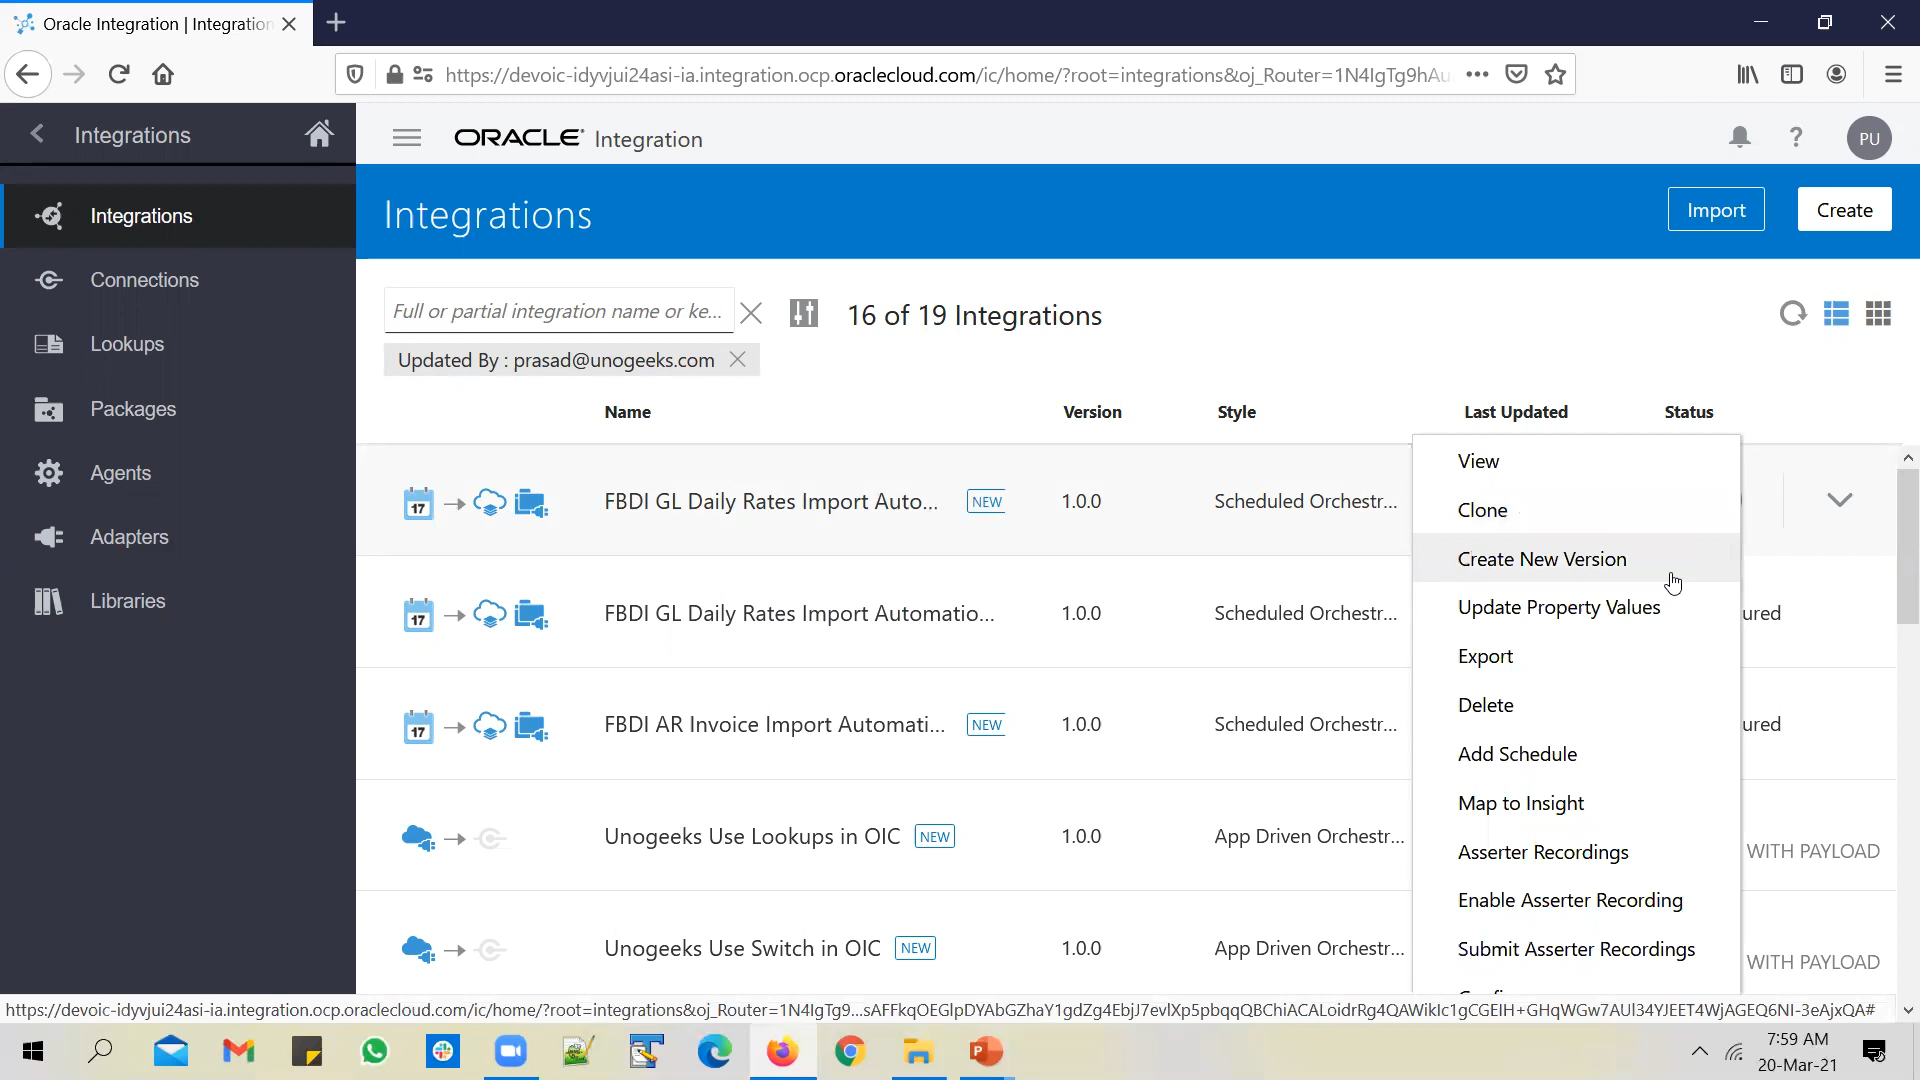 Oracle Integration | Integration
https://devoic-idyvjui24asi-ia.integration.ocp.oraclecloud.com/ic/home/?root=integrations&oj_Router=1N4IgTg9hAu
Integrations
ORACLE Integration
PU
Integrations
Connections
Lookups
Packages
Agents
Adapters
Libraries
Integrations
Import
Create
Full or partial integration name or ke...
16 of 19 Integrations
Updated By : prasad@unogeeks.com
Name Version Style Last Updated Status
17 FBDI GL Daily Rates Import Auto... NEW 1.0.0 Scheduled Orchestr...
17 FBDI GL Daily Rates Import Automatio... 1.0.0 Scheduled Orchestr... ured
17 FBDI AR Invoice Import Automati... NEW 1.0.0 Scheduled Orchestr... ured
Unogeeks Use Lookups in OIC NEW 1.0.0 App Driven Orchestr... WITH PAYLOAD
Unogeeks Use Switch in OIC NEW 1.0.0 App Driven Orchestr... WITH PAYLOAD
View
Clone
Create New Version
Update Property Values
Export
Delete
Add Schedule
Map to Insight
Asserter Recordings
Enable Asserter Recording
Submit Asserter Recordings
https://devoic-idyvjui24asi-ia.integration.ocp.oraclecloud.com/ic/home/?root=integrations&oj_Router=1N4IgTg9...sAFFkqOEGlpDYAbGZhaY1gdZg4EbjJ7evlXp5pbqqQBChiACALoidrRg4QAWikIc1gCGEIH+GHqWGw7AUl34YJEET4WjAGEQ6NI-3eAjxQA#
7:59 AM
20-Mar-21